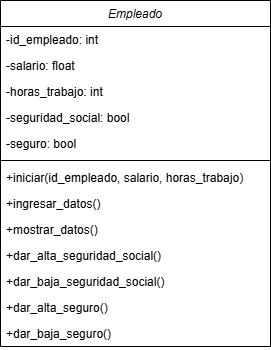 Empleado
-id_empleado: int
-salario: float
-horas_trabajo: int
-seguridad_social: bool
-seguro: bool
+iniciar(id_empleado, salario, horas_trabajo)
+ingresar_datos()
+mostrar_datos()
+dar_alta_seguridad_social()
+dar_baja_seguridad_social()
+dar_alta_seguro()
+dar_baja_seguro()